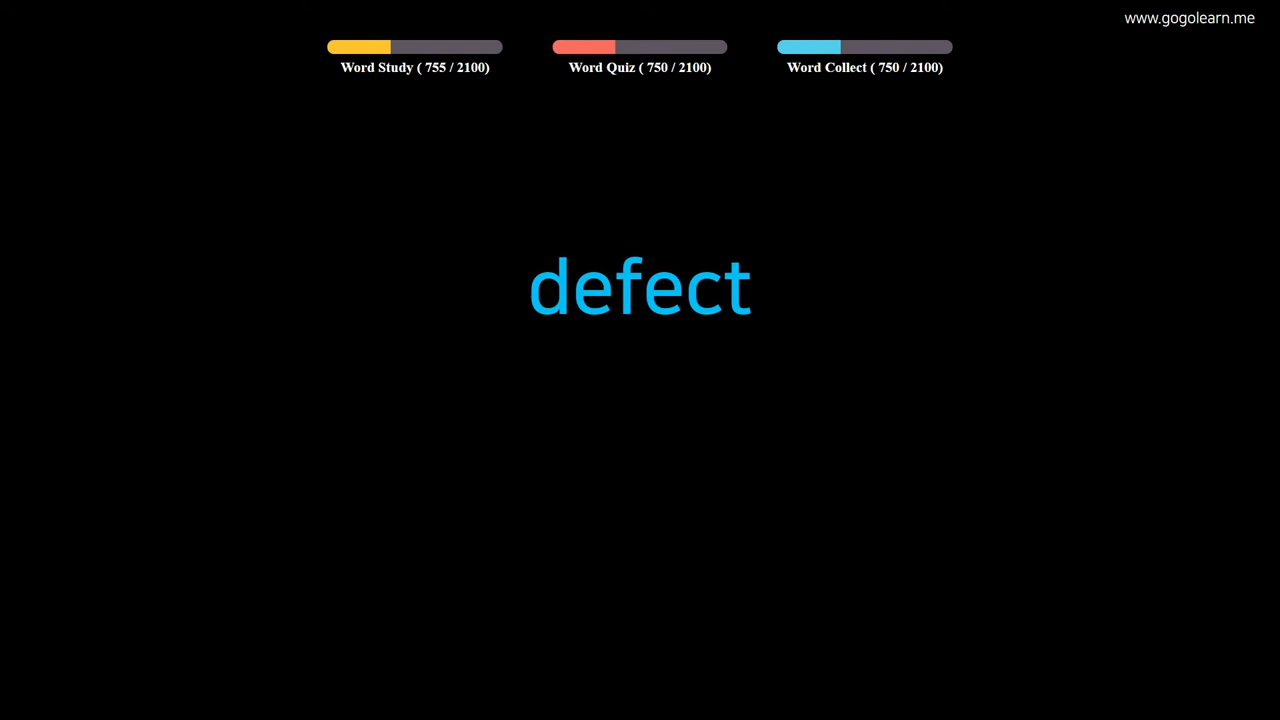 www.gogolearn.me
Word Study ( 755 / 2100)
Word Quiz ( 750 / 2100)
Word Collect ( 750 / 2100)
defect